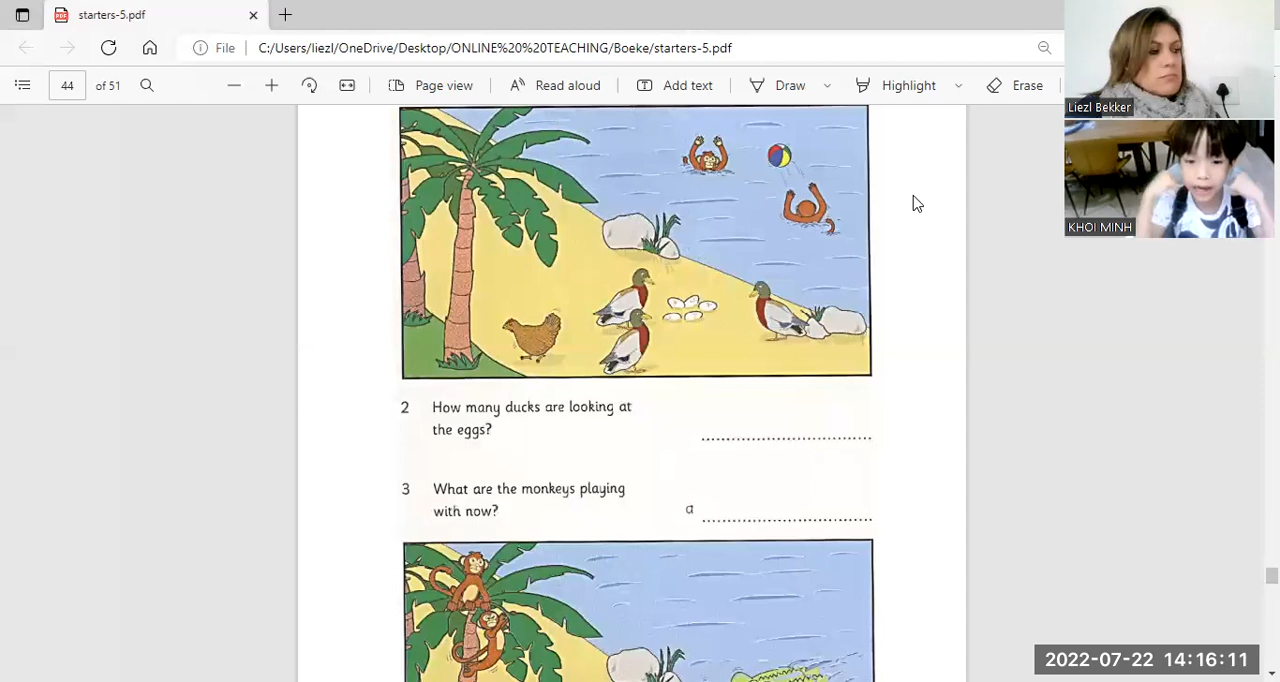 starters-5.pdf
File
C:/Users/liezl/OneDrive/Desktop/ONLINE%20%20TEACHING/Boeke/starters-5.pdf
44 of 51
Page view
Read aloud
Add text
Draw
Highlight
Erase
Liezl Bekker
KHOI MINH
2 How many ducks are looking at
the eggs?
3 What are the monkeys playing
with now? a
2022-07-22 14:16:11